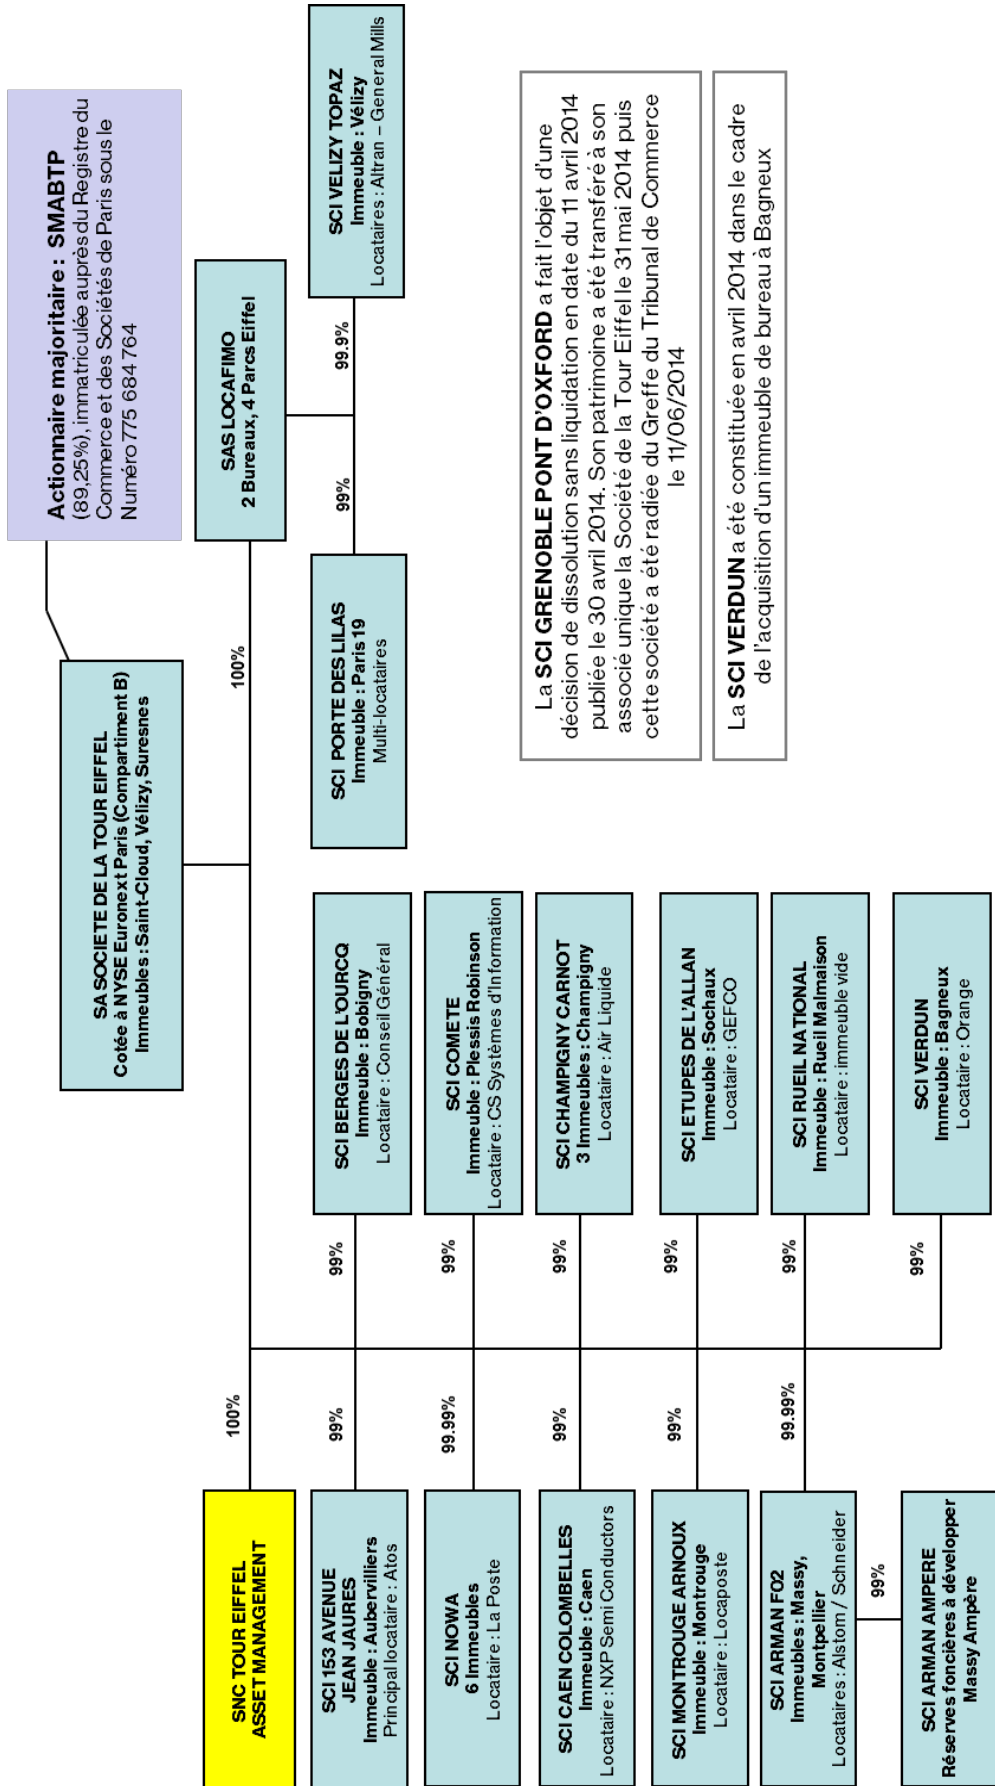 Actionnaire majoritaire : SMABTP
(89,25%), immatriculée auprès du Registre du
Commerce et des Sociétés de Paris sous le
Numéro 775 684 764
SA SOCIETE DE LA TOUR EIFFEL
Cotée à NYSE Euronext Paris (Compartiment B)
Immeubles : Saint-Cloud, Vélizy, Suresnes
100%
100%
SNC TOUR EIFFEL
ASSET MANAGEMENT
SAS LOCAFIMO
2 Bureaux, 4 Parcs Eiffel
99%
99.9%
SCI PORTE DES LILAS
Immeuble : Paris 19
Multi-locataires
SCI VELIZY TOPAZ
Immeuble : Vélizy
Locataires : Altran – General Mills
SCI 153 AVENUE
JEAN JAURES
Immeuble : Aubervilliers
Principal locataire : Atos
99%
99%
SCI BERGES DE L'OURCQ
Immeuble : Bobigny
Locataire : Conseil Général
SCI NOWA
6 Immeubles
Locataire : La Poste
99.99%
99%
SCI COMETE
Immeuble : Plessis Robinson
Locataire : CS Systèmes d'Information
SCI CAEN COLOMBELLES
Immeuble : Caen
Locataire : NXP Semi Conductors
99%
99%
SCI CHAMPIGNY CARNOT
3 Immeubles : Champigny
Locataire : Air Liquide
SCI MONTROUGE ARNOUX
Immeuble : Montrouge
Locataire : Locaposte
99%
99%
SCI ETUPES DE L'ALLAN
Immeuble : Sochaux
Locataire : GEFCO
SCI ARMAN F02
Immeubles : Massy,
Montpellier
Locataires : Alstom / Schneider
99.99%
99%
SCI RUEIL NATIONAL
Immeuble : Rueil Malmaison
Locataire : immeuble vide
99%
SCI ARMAN AMPERE
Réserves foncières à développer
Massy Ampère
99%
SCI VERDUN
Immeuble : Bagneux
Locataire : Orange
La SCI GRENOBLE PONT D'OXFORD a fait l'objet d'une
décision de dissolution sans liquidation en date du 11 avril 2014
publiée le 30 avril 2014. Son patrimoine a été transféré à son
associé unique la Société de la Tour Eiffel le 31 mai 2014 puis
cette société a été radiée du Greffe du Tribunal de Commerce
le 11/06/2014
La SCI VERDUN a été constituée en avril 2014 dans le cadre
de l'acquisition d'un immeuble de bureau à Bagneux